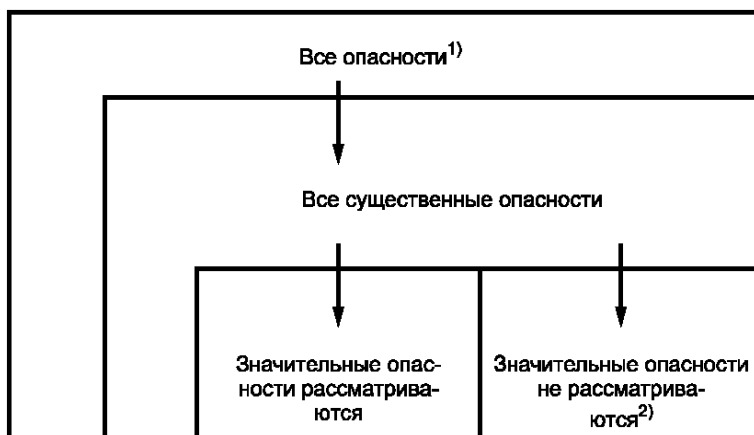 Все опасности1)
Все существенные опасности
Значительные опас-
ности рассматрива-
ются
Значительные опасности
не рассматрива-
ются2)